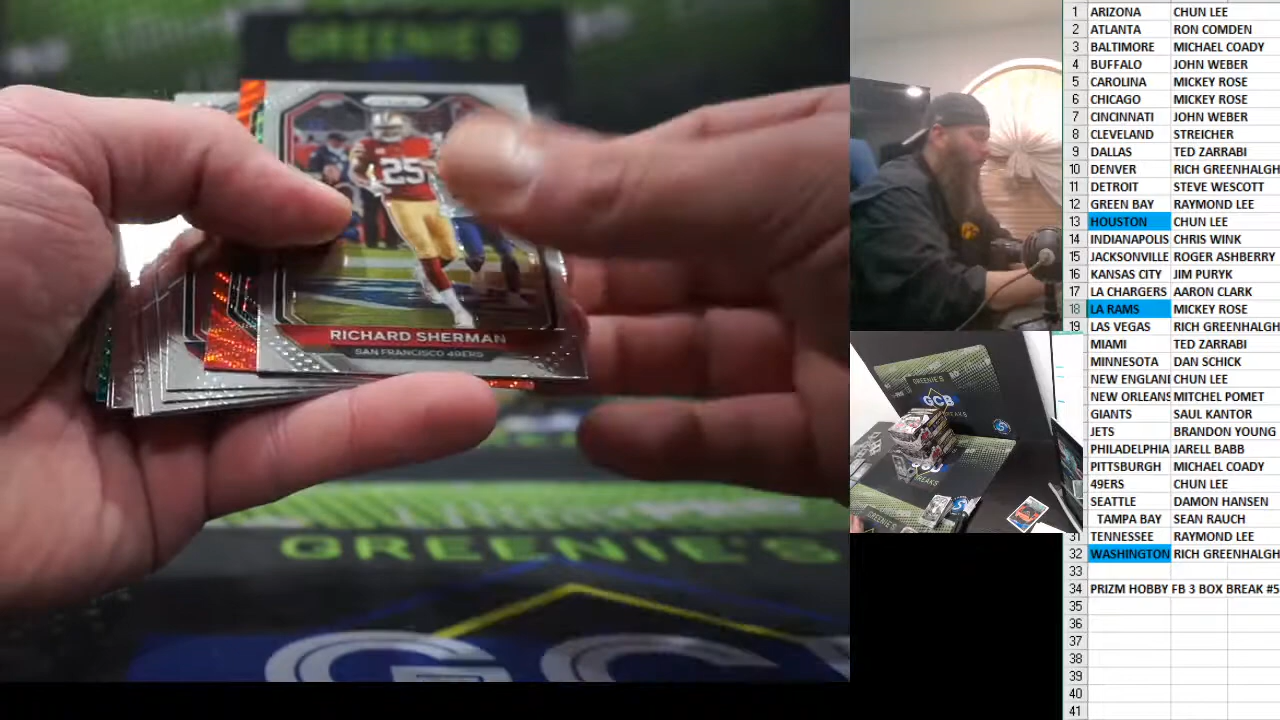 GREENIE'S
25
RICHARD SHERMAN
SAN FRANCISCO 49ERS
GREENIE'S
GCB
GREENIE'S
GCB
BREAKS
1 ARIZONA CHUN LEE
2 ATLANTA RON COMDEN
3 BALTIMORE MICHAEL COADY
4 BUFFALO JOHN WEBER
5 CAROLINA MICKEY ROSE
6 CHICAGO MICKEY ROSE
7 CINCINNATI JOHN WEBER
8 CLEVELAND STREICHER
9 DALLAS TED ZARRABI
10 DENVER RICH GREENHALGH
11 DETROIT STEVE WESCOTT
12 GREEN BAY RAYMOND LEE
13 HOUSTON CHUN LEE
14 INDIANAPOLIS CHRIS WINK
15 JACKSONVILLE ROGER ASHBERRY
16 KANSAS CITY JIM PURYK
17 LA CHARGERS AARON CLARK
18 LA RAMS MICKEY ROSE
19 LAS VEGAS RICH GREENHALGH
MIAMI TED ZARRABI
MINNESOTA DAN SCHICK
NEW ENGLAND CHUN LEE
NEW ORLEANS MITCHEL POMET
GIANTS SAUL KANTOR
JETS BRANDON YOUNG
PHILADELPHIA JARELL BABB
PITTSBURGH MICHAEL COADY
49ERS CHUN LEE
SEATTLE DAMON HANSEN
TAMPA BAY SEAN RAUCH
31 TENNESSEE RAYMOND LEE
32 WASHINGTON RICH GREENHALGH
33
34 PRIZM HOBBY FB 3 BOX BREAK #5
35
36
37
38
39
40
41